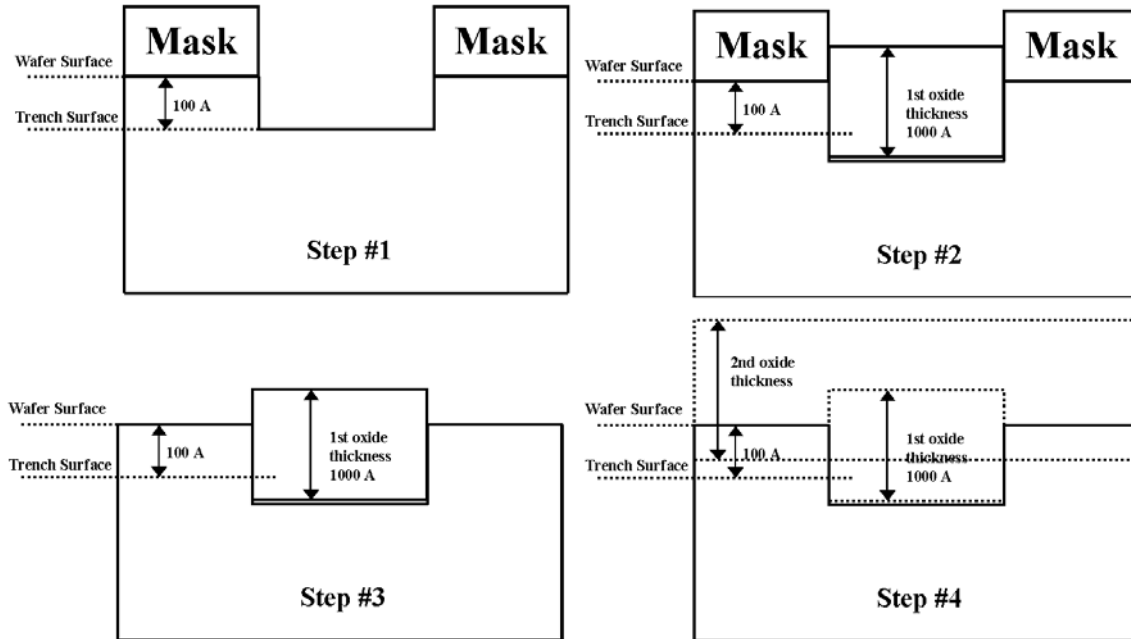 Mask Mask
Wafer Surface
100 A
Trench Surface
Step #1
Mask Mask
Wafer Surface
1st oxide
thickness
1000 A
100 A
Trench Surface
Step #2
Wafer Surface
1st oxide
thickness
1000 A
100 A
Trench Surface
Step #3
2nd oxide
thickness
Wafer Surface
1st oxide
thickness
1000 A
100 A
Trench Surface
Step #4